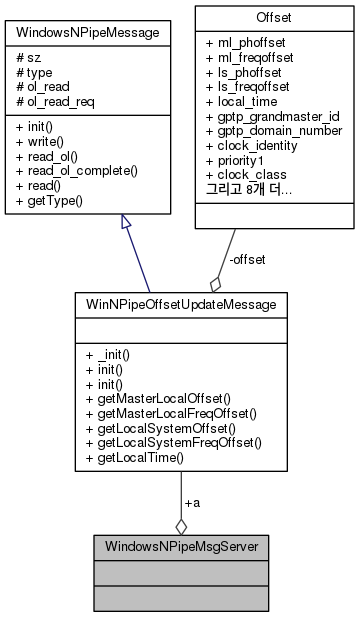 WindowsNPipeMessage
# sz
# type
# ol_read
# ol_read_req
+ init()
+ write()
+ read_ol()
+ read_ol_complete()
+ read()
+ getType()
Offset
+ ml_phoffset
+ ml_freqoffset
+ ls_phoffset
+ ls_freqoffset
+ local_time
+ gptp_grandmaster_id
+ gptp_domain_number
+ clock_identity
+ priority1
+ clock_class
그리고 8개 더...
-offset
WinNPipeOffsetUpdateMessage
+ _init()
+ init()
+ init()
+ getMasterLocalOffset()
+ getMasterLocalFreqOffset()
+ getLocalSystemOffset()
+ getLocalSystemFreqOffset()
+ getLocalTime()
+a
WindowsNPipeMsgServer